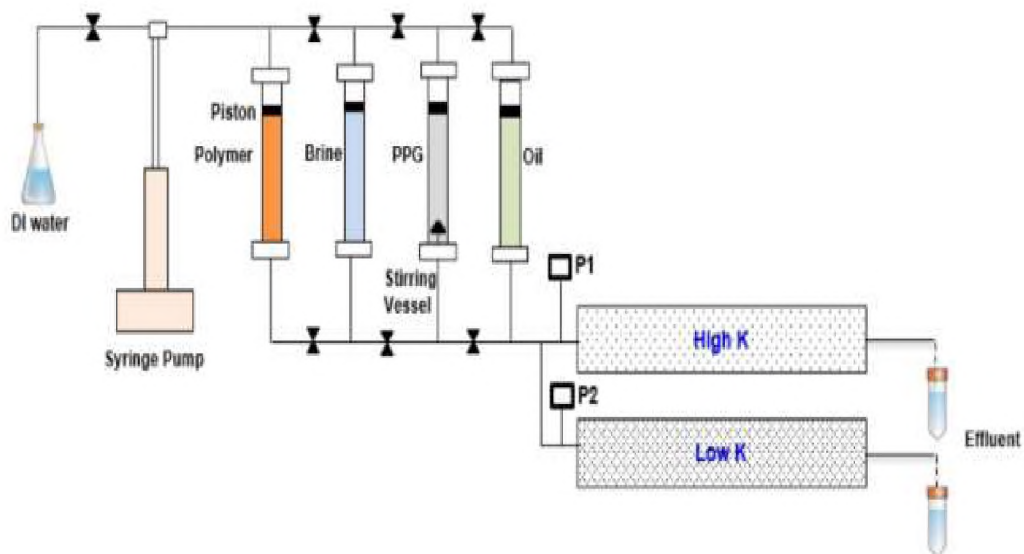 Piston
Polymer
Brine
PPG
Oil
DI water
Stirring
Vessel
Syringe Pump
P1
High K
P2
Low K
Effluent